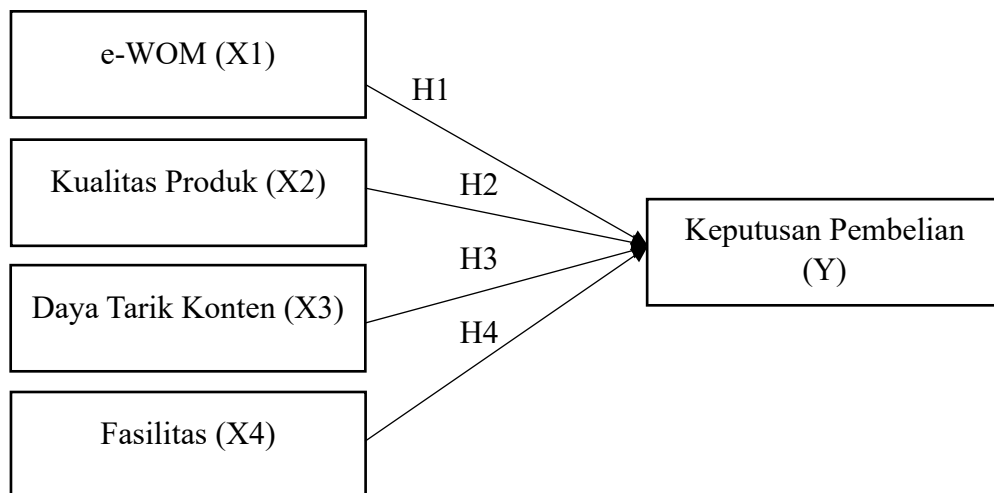 e-WOM (X1)
H1
Kualitas Produk (X2)
H2
Keputusan Pembelian
(Y)
H3
Daya Tarik Konten (X3)
H4
Fasilitas (X4)